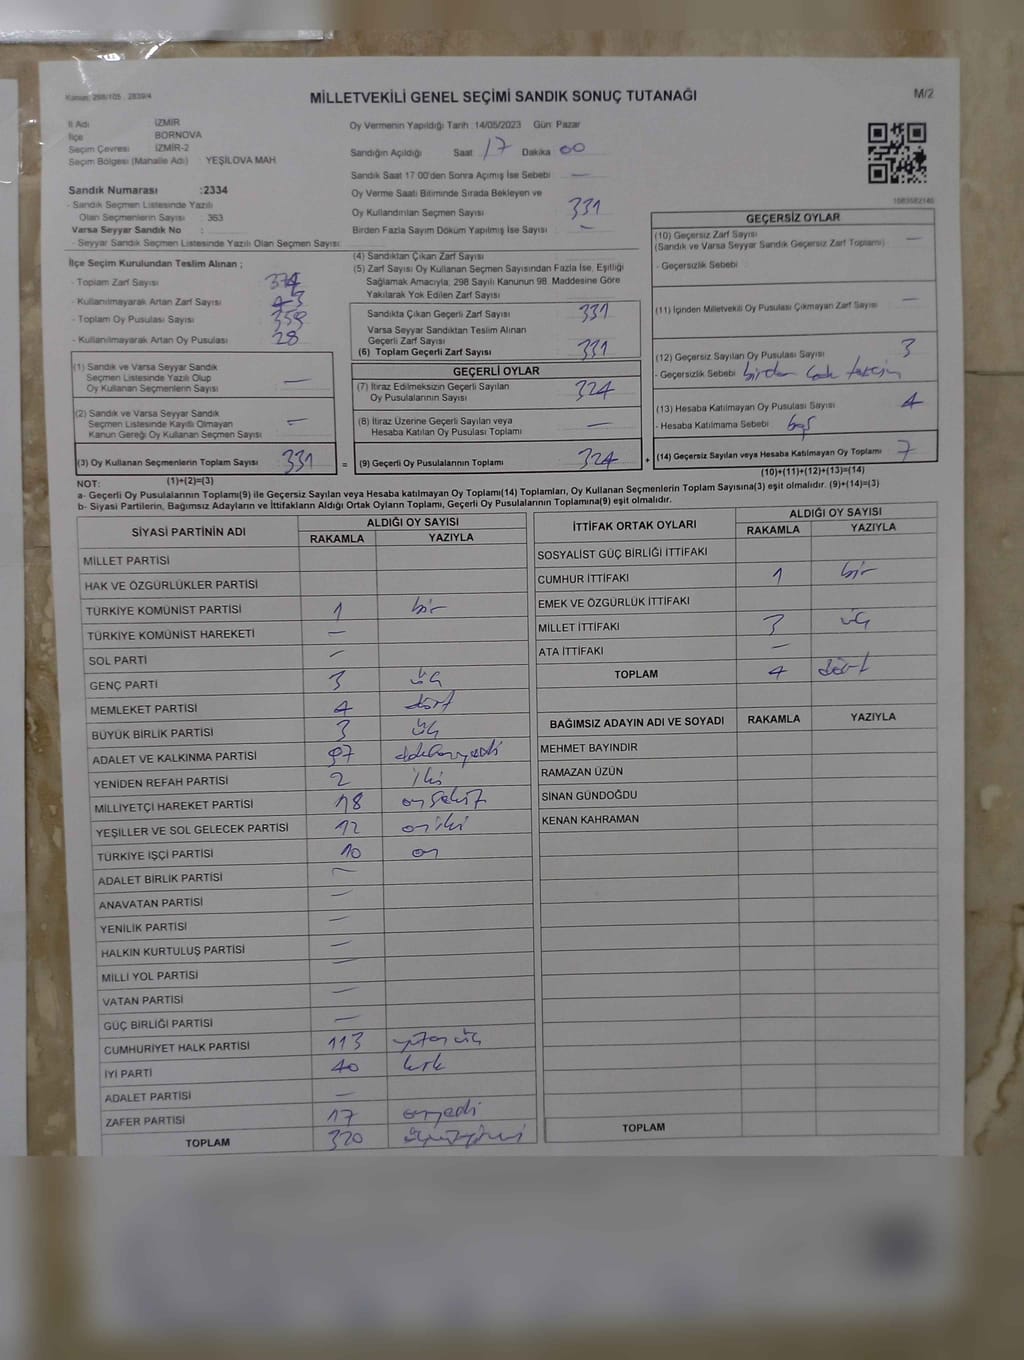 Kanun: 298/105 , 2839/4
MİLLETVEKİLİ GENEL SEÇİMİ SANDIK SONUÇ TUTANAĞI
M/2
İl Adı İZMİR
İlçe BORNOVA
Seçim Çevresi İZMİR-2
Seçim Bölgesi (Mahalle Adı) YEŞİLOVA MAH.
Oy Vermenin Yapıldığı Tarih :14/05/2023 Gün: Pazar
Sandığın Açıldığı Saat 17 Dakika 00
Sandık Saat 17:00'den Sonra Açımış İse Sebebi —
Sandık Numarası :2334
- Sandık Seçmen Listesinde Yazılı
Olan Seçmenlerin Sayısı : 363
Varsa Seyyar Sandık No :
- Seyyar Sandık Seçmen Listesinde Yazılı Olan Seçmen Sayısı :
Oy Verme Saati Bitiminde Sırada Bekleyen ve
Oy Kullandırılan Seçmen Sayısı 331
Birden Fazla Sayım Döküm Yapılmış İse Sayısı —
1083582140
İlçe Seçim Kurulundan Teslim Alınan ;
- Toplam Zarf Sayısı 374
- Kullanılmayarak Artan Zarf Sayısı 43
- Toplam Oy Pusulası Sayısı 359
- Kullanılmayarak Artan Oy Pusulası 28
(1) Sandık ve Varsa Seyyar Sandık
Seçmen Listesinde Yazılı Olup
Oy Kullanan Seçmenlerin Sayısı —
(2) Sandık ve Varsa Seyyar Sandık
Seçmen Listesinde Kayıtlı Olmayan
Kanun Gereği Oy Kullanan Seçmen Sayısı —
(3) Oy Kullanan Seçmenlerin Toplam Sayısı 331 =
(1)+(2)=(3)
(4) Sandıktan Çıkan Zarf Sayısı
(5) Zarf Sayısı Oy Kullanan Seçmen Sayısından Fazla İse, Eşitliği
Sağlamak Amacıyla, 298 Sayılı Kanunun 98. Maddesine Göre
Yakılarak Yok Edilen Zarf Sayısı
Sandıkta Çıkan Geçerli Zarf Sayısı 331
Varsa Seyyar Sandıktan Teslim Alınan
Geçerli Zarf Sayısı
(6) Toplam Geçerli Zarf Sayısı 331
GEÇERLİ OYLAR
(7) İtiraz Edilmeksizin Geçerli Sayılan
Oy Pusulalarının Sayısı 324
(8) İtiraz Üzerine Geçerli Sayılan veya
Hesaba Katılan Oy Pusulası Toplamı —
(9) Geçerli Oy Pusulalarının Toplamı 324 +
GEÇERSİZ OYLAR
(10) Geçersiz Zarf Sayısı —
(Sandık ve Varsa Seyyar Sandık Geçersiz Zarf Toplamı)
- Geçersizlik Sebebi
(11) İçinden Milletvekili Oy Pusulası Çıkmayan Zarf Sayısı —
(12) Geçersiz Sayılan Oy Pusulası Sayısı 3
- Geçersizlik Sebebi birden çok tercih
(13) Hesaba Katılmayan Oy Pusulası Sayısı 4
- Hesaba Katılmama Sebebi boş
(14) Geçersiz Sayılan veya Hesaba Katılmayan Oy Toplamı 7
(10)+(11)+(12)+(13)=(14)
NOT:
a- Geçerli Oy Pusulalarının Toplamı(9) ile Geçersiz Sayılan veya Hesaba katılmayan Oy Toplamı(14) Toplamları, Oy Kullanan Seçmenlerin Toplam Sayısına(3) eşit olmalıdır. (9)+(14)=(3)
b- Siyasi Partilerin, Bağımsız Adayların ve İttifakların Aldığı Ortak Oyların Toplamı, Geçerli Oy Pusulalarının Toplamına(9) eşit olmalıdır.
SİYASİ PARTİNİN ADI ALDIĞI OY SAYISI
RAKAMLA YAZIYLA
MİLLET PARTİSİ
HAK VE ÖZGÜRLÜKLER PARTİSİ
TÜRKİYE KOMÜNİST PARTİSİ 1 bir
TÜRKİYE KOMÜNİST HAREKETİ —
SOL PARTİ —
GENÇ PARTİ 3 üç
MEMLEKET PARTİSİ 4 dört
BÜYÜK BİRLİK PARTİSİ 3 üç
ADALET VE KALKINMA PARTİSİ 97 doksanyedi
YENİDEN REFAH PARTİSİ 2 iki
MİLLİYETÇİ HAREKET PARTİSİ 18 onsekiz
YEŞİLLER VE SOL GELECEK PARTİSİ 12 oniki
TÜRKİYE İŞÇİ PARTİSİ 10 on
ADALET BİRLİK PARTİSİ —
ANAVATAN PARTİSİ —
YENİLİK PARTİSİ —
HALKIN KURTULUŞ PARTİSİ —
MİLLİ YOL PARTİSİ —
VATAN PARTİSİ —
GÜÇ BİRLİĞİ PARTİSİ —
CUMHURİYET HALK PARTİSİ 113 yüzonüç
İYİ PARTİ 40 kırk
ADALET PARTİSİ —
ZAFER PARTİSİ 17 onyedi
TOPLAM 320 üçyüzyirmi
İTTİFAK ORTAK OYLARI ALDIĞI OY SAYISI
RAKAMLA YAZIYLA
SOSYALİST GÜÇ BİRLİĞİ İTTİFAKI
CUMHUR İTTİFAKI 1 bir
EMEK VE ÖZGÜRLÜK İTTİFAKI
MİLLET İTTİFAKI 3 üç
ATA İTTİFAKI —
TOPLAM 4 dört
BAĞIMSIZ ADAYIN ADI VE SOYADI RAKAMLA YAZIYLA
MEHMET BAYINDIR
RAMAZAN ÜZÜN
SİNAN GÜNDOĞDU
KENAN KAHRAMAN
TOPLAM